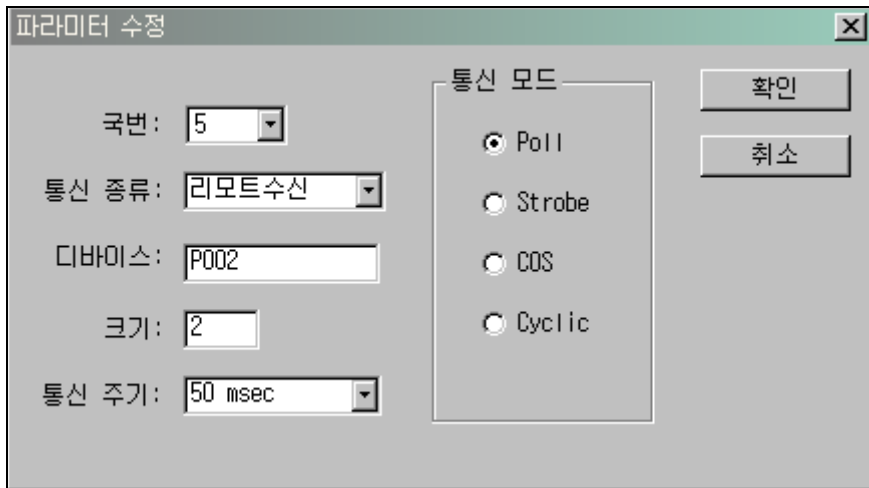 파라미터 수정
국번: 5
통신 종류: 리모트수신
디바이스: P002
크기: 2
통신 주기: 50 msec
통신 모드
Poll
Strobe
COS
Cyclic
확인
취소